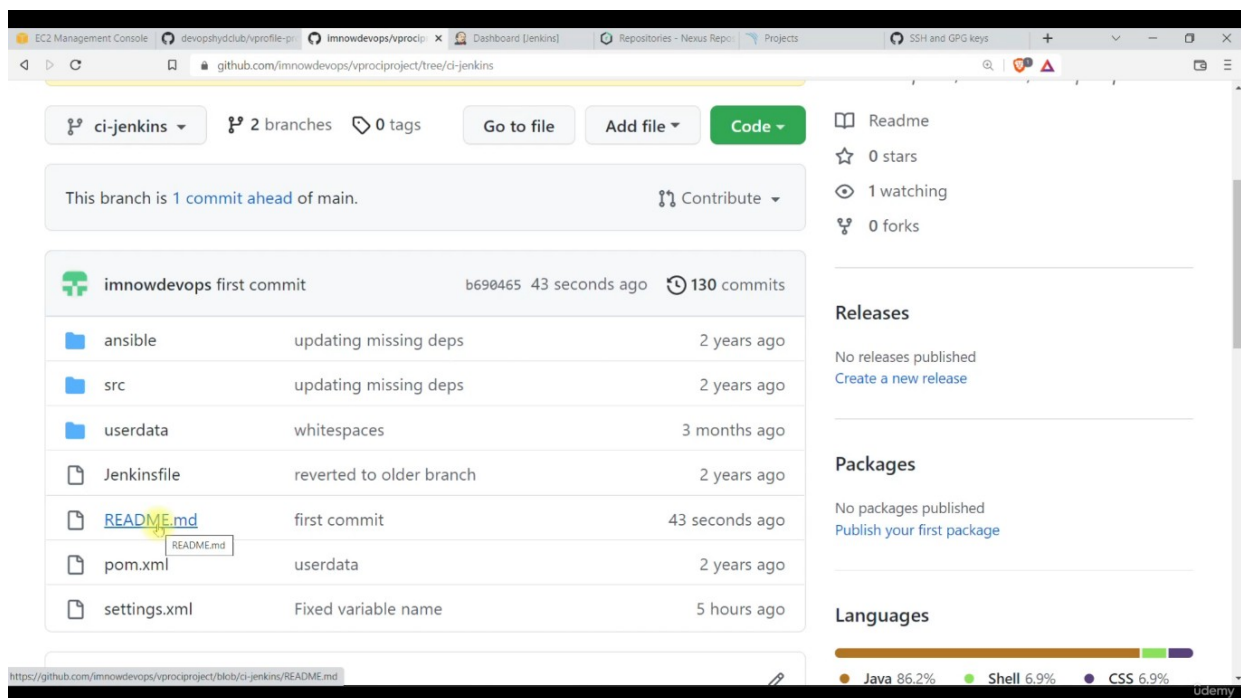 EC2 Management Console
devopshydclub/vprofile-pr
imnowdevops/vprocip
Dashboard [Jenkins]
Repositories - Nexus Repo
Projects
SSH and GPG keys
github.com/imnowdevops/vprociproject/tree/ci-jenkins
ci-jenkins
2 branches
0 tags
Go to file
Add file
Code
This branch is 1 commit ahead of main.
Contribute
imnowdevops first commit b690465 43 seconds ago 130 commits
ansible updating missing deps 2 years ago
src updating missing deps 2 years ago
userdata whitespaces 3 months ago
Jenkinsfile reverted to older branch 2 years ago
README.md first commit 43 seconds ago
README.md
pom.xml userdata 2 years ago
settings.xml Fixed variable name 5 hours ago
Readme
0 stars
1 watching
0 forks
Releases
No releases published
Create a new release
Packages
No packages published
Publish your first package
Languages
Java 86.2% Shell 6.9% CSS 6.9%
https://github.com/imnowdevops/vprociproject/blob/ci-jenkins/README.md
udemy